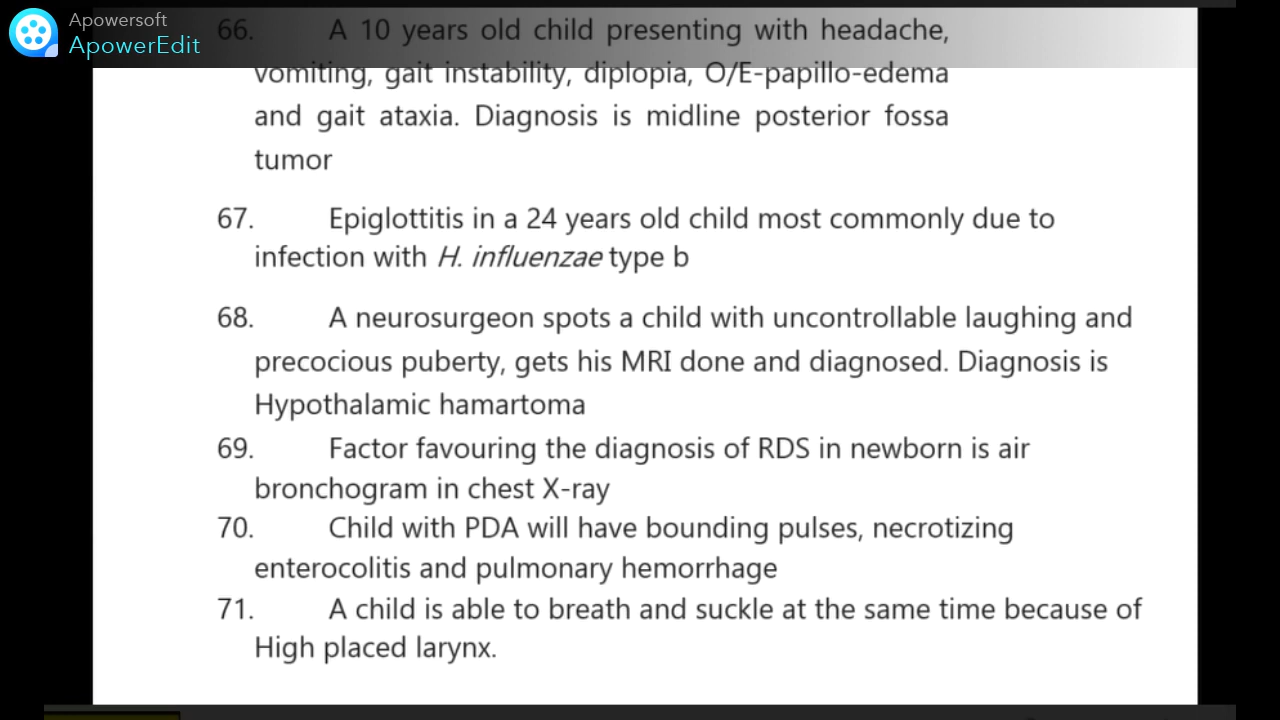 Apowersoft
ApowerEdit
66. A 10 years old child presenting with headache,
vomiting, gait instability, diplopia, O/E-papillo-edema
and gait ataxia. Diagnosis is midline posterior fossa
tumor
67. Epiglottitis in a 24 years old child most commonly due to
infection with H. influenzae type b
68. A neurosurgeon spots a child with uncontrollable laughing and
precocious puberty, gets his MRI done and diagnosed. Diagnosis is
Hypothalamic hamartoma
69. Factor favouring the diagnosis of RDS in newborn is air
bronchogram in chest X-ray
70. Child with PDA will have bounding pulses, necrotizing
enterocolitis and pulmonary hemorrhage
71. A child is able to breath and suckle at the same time because of
High placed larynx.